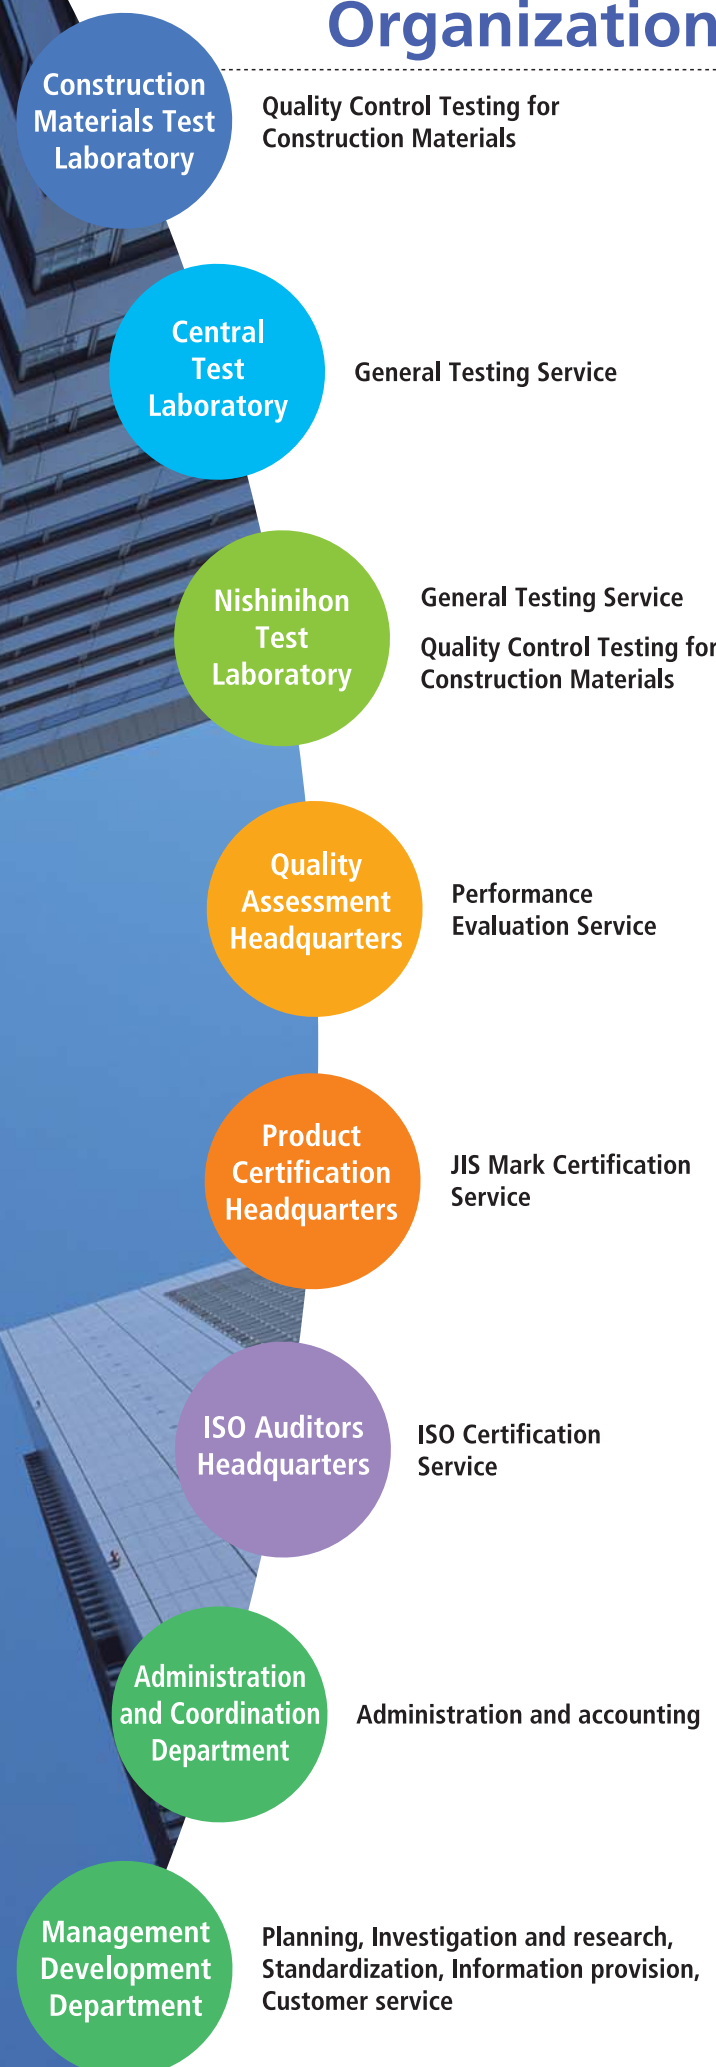 Organization
Construction
Materials Test
Laboratory
Quality Control Testing for
Construction Materials
Central
Test
Laboratory
General Testing Service
Nishinihon
Test
Laboratory
General Testing Service
Quality Control Testing for
Construction Materials
Quality
Assessment
Headquarters
Performance
Evaluation Service
Product
Certification
Headquarters
JIS Mark Certification
Service
ISO Auditors
Headquarters
ISO Certification
Service
Administration
and Coordination
Department
Administration and accounting
Management
Development
Department
Planning, Investigation and research,
Standardization, Information provision,
Customer service